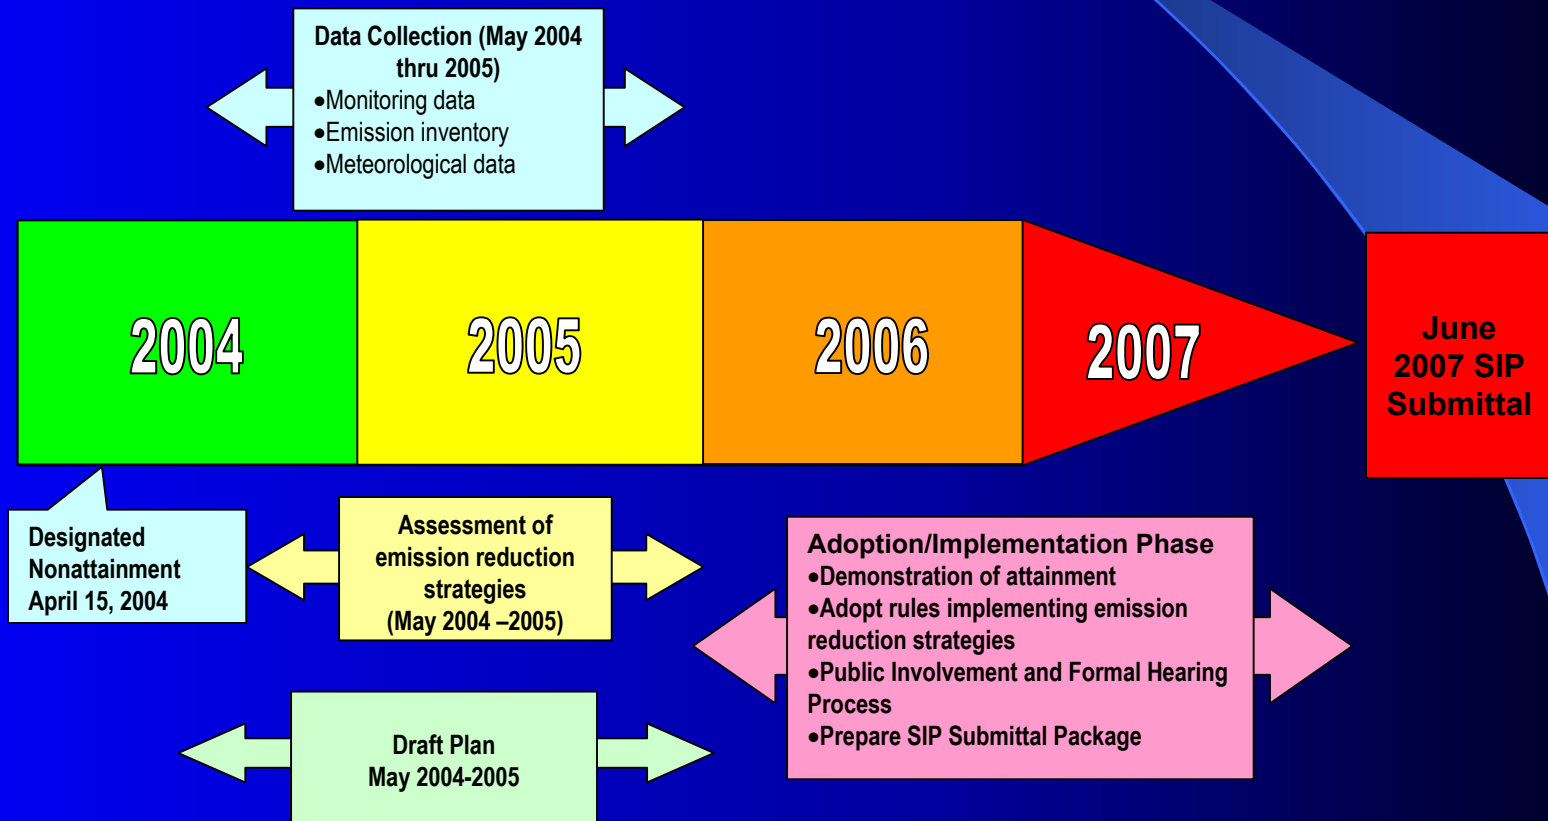 Data Collection (May 2004
thru 2005)
•Monitoring data
•Emission inventory
•Meteorological data
2004
2005
2006
2007
June
2007 SIP
Submittal
Designated
Nonattainment
April 15, 2004
Assessment of
emission reduction
strategies
(May 2004 –2005)
Adoption/Implementation Phase
•Demonstration of attainment
•Adopt rules implementing emission
reduction strategies
•Public Involvement and Formal Hearing
Process
•Prepare SIP Submittal Package
Draft Plan
May 2004-2005